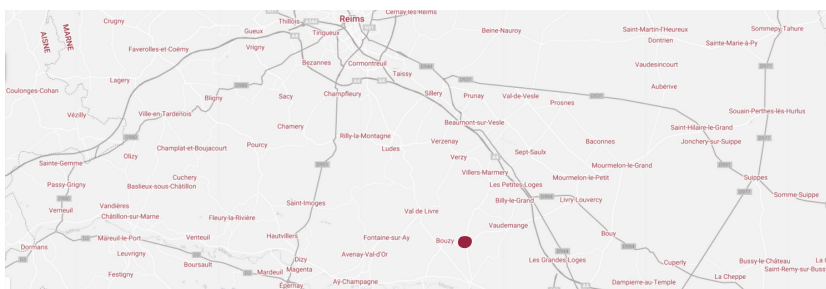 Crugny
Thillois
Reims
Cernay-lès-Reims
Gueux
Tinqueux
Beine-Nauroy
Saint-Martin-l'Heureux
Sommepy-Tahure
MARNE
AISNE
Dontrien
Sainte-Marie-à-Py
Faverolles-et-Coëmy
Vrigny
Bezannes
Cormontreuil
Taissy
Vaudesincourt
Lagery
Aubérive
Coulonges-Cohan
Bligny
Sacy
Champfleury
Sillery
Prunay
Val-de-Vesle
Prosnes
Souain-Perthes-lès-Hurlus
Vézilly
Ville-en-Tardenois
Chamery
Beaumont-sur-Vesle
Saint-Hilaire-le-Grand
Rilly-la-Montagne
Verzenay
Baconnes
Jonchery-sur-Suippe
Champlat-et-Boujacourt
Pourcy
Ludes
Sept-Saulx
Olizy
Verzy
Sainte-Gemme
Mourmelon-le-Grand
Villers-Marmery
Cuchery
Mourmelon-le-Petit
Suippes
Passy-Grigny
Baslieux-sous-Châtillon
Les Petites-Loges
Somme-Suippe
Saint-Imoges
Billy-le-Grand
Livry-Louvercy
Verneuil
Vandières
Val de Livre
Châtillon-sur-Marne
Fleury-la-Rivière
Vaudemange
Bouy
Hautvillers
Fontaine-sur-Ay
Bouzy
Mareuil-le-Port
Venteuil
Dormans
Leuvrigny
Avenay-Val-d'Or
Dizy
Les Grandes-Loges
Cuperly
Bussy-le-Château
Boursault
Magenta
Mardeuil
Saint-Remy-sur-Buss
Festigny
La Cheppe
Aÿ-Champagne
Dampierre-au-Temple
Épernay